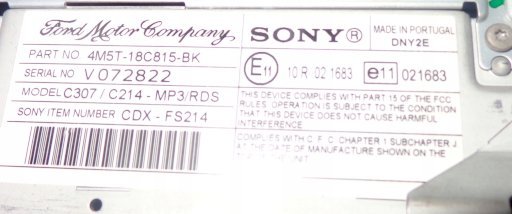 Ford Motor Company
SONY®
MADE IN PORTUGAL
DNY2E
PART NO. 4M5T-18C815-BK
SERIAL NO V072822
MODEL C307 / C214 - MP3/RDS
SONY ITEM NUMBER CDX - FS214
E11 10 R 021683 e11 021683
THIS DEVICE COMPLIES WITH PART 15 OF THE FCC
RULES. OPERATION IS SUBJECT TO THE CONDITION
THAT THIS DEVICE DOES NOT CAUSE HARMFUL
INTERFERENCE
COMPLIES WITH C.F.C. CHAPTER 1 SUBCHAPTER J
AT THE DATE OF MANUFACTURE SHOWN ON THE
THE UNIT